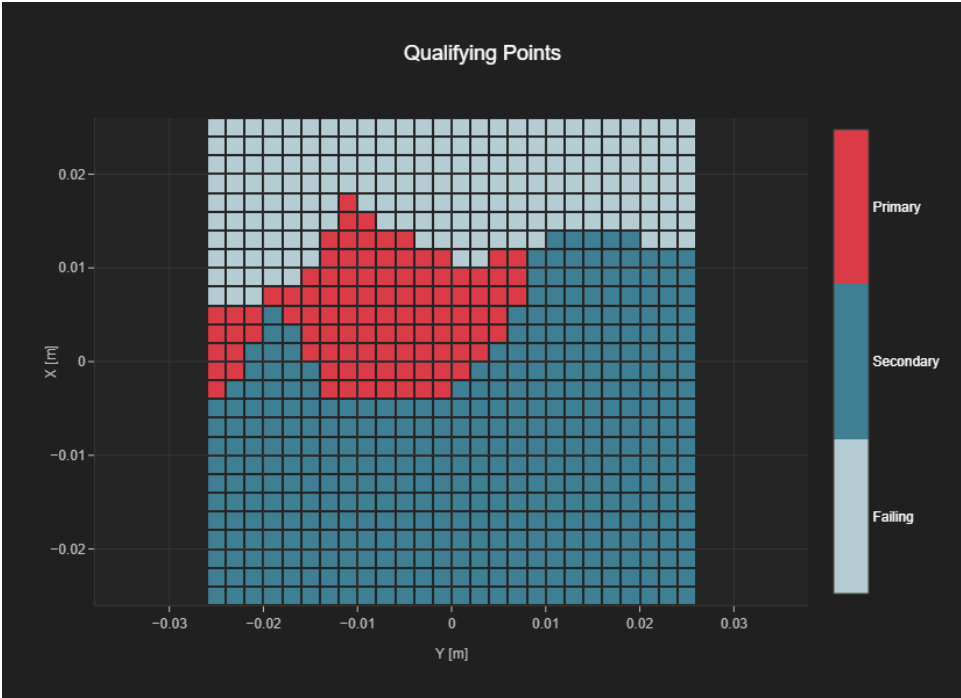 Qualifying Points
0.02
0.01
0
−0.01
−0.02
X [m]
−0.03
−0.02
−0.01
0
0.01
0.02
0.03
Y [m]
Primary
Secondary
Failing